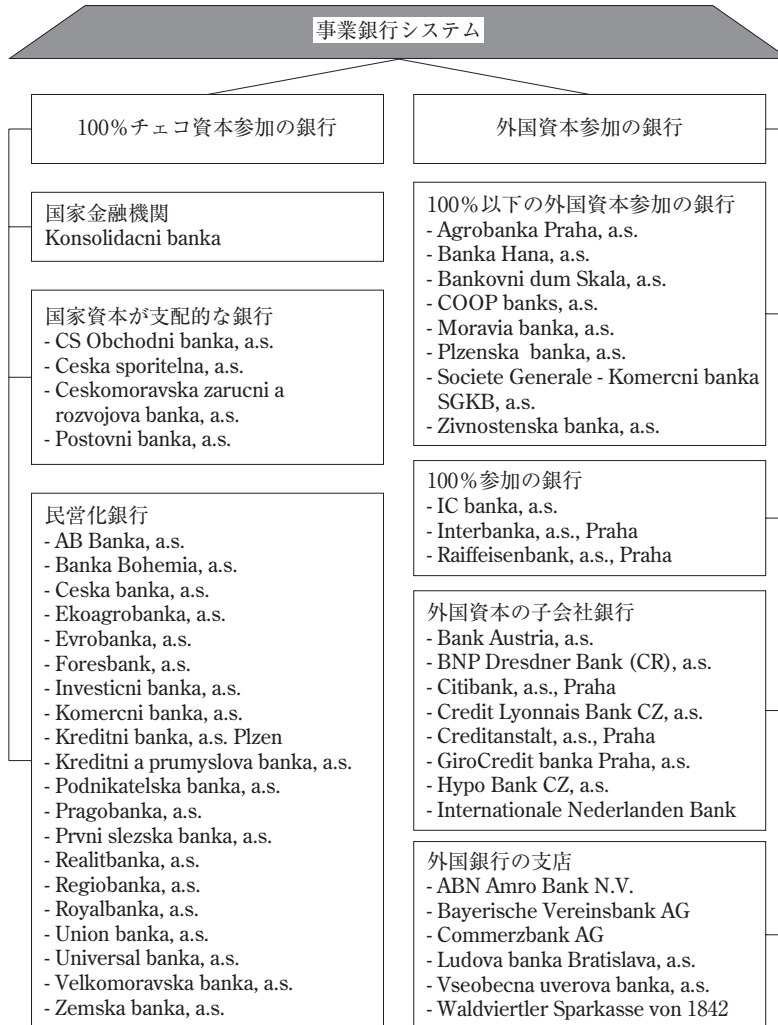 事業銀行システム
100%チェコ資本参加の銀行
国家金融機関
Konsolidacni banka
国家資本が支配的な銀行
- CS Obchodni banka, a.s.
- Ceska sporitelna, a.s.
- Ceskomoravska zarucni a
rozvojova banka, a.s.
- Postovni banka, a.s.
民営化銀行
- AB Banka, a.s.
- Banka Bohemia, a.s.
- Ceska banka, a.s.
- Ekoagrobanka, a.s.
- Evrobanka, a.s.
- Foresbank, a.s.
- Investicni banka, a.s.
- Komercni banka, a.s.
- Kreditni banka, a.s. Plzen
- Kreditni a prumyslova banka, a.s.
- Podnikatelska banka, a.s.
- Pragobanka, a.s.
- Prvni slezska banka, a.s.
- Realitbanka, a.s.
- Regiobanka, a.s.
- Royalbanka, a.s.
- Union banka, a.s.
- Universal banka, a.s.
- Velkomoravska banka, a.s.
- Zemska banka, a.s.
外国資本参加の銀行
100%以下の外国資本参加の銀行
- Agrobanka Praha, a.s.
- Banka Hana, a.s.
- Bankovni dum Skala, a.s.
- COOP banks, a.s.
- Moravia banka, a.s.
- Plzenska banka, a.s.
- Societe Generale - Komercni banka
SGKB, a.s.
- Zivnostenska banka, a.s.
100%参加の銀行
- IC banka, a.s.
- Interbanka, a.s., Praha
- Raiffeisenbank, a.s., Praha
外国資本の子会社銀行
- Bank Austria, a.s.
- BNP Dresdner Bank (CR), a.s.
- Citibank, a.s., Praha
- Credit Lyonnais Bank CZ, a.s.
- Creditanstalt, a.s., Praha
- GiroCredit banka Praha, a.s.
- Hypo Bank CZ, a.s.
- Internationale Nederlanden Bank
外国銀行の支店
- ABN Amro Bank N.V.
- Bayerische Vereinsbank AG
- Commerzbank AG
- Ludova banka Bratislava, a.s.
- Vseobecna uverova banka, a.s.
- Waldviertler Sparkasse von 1842